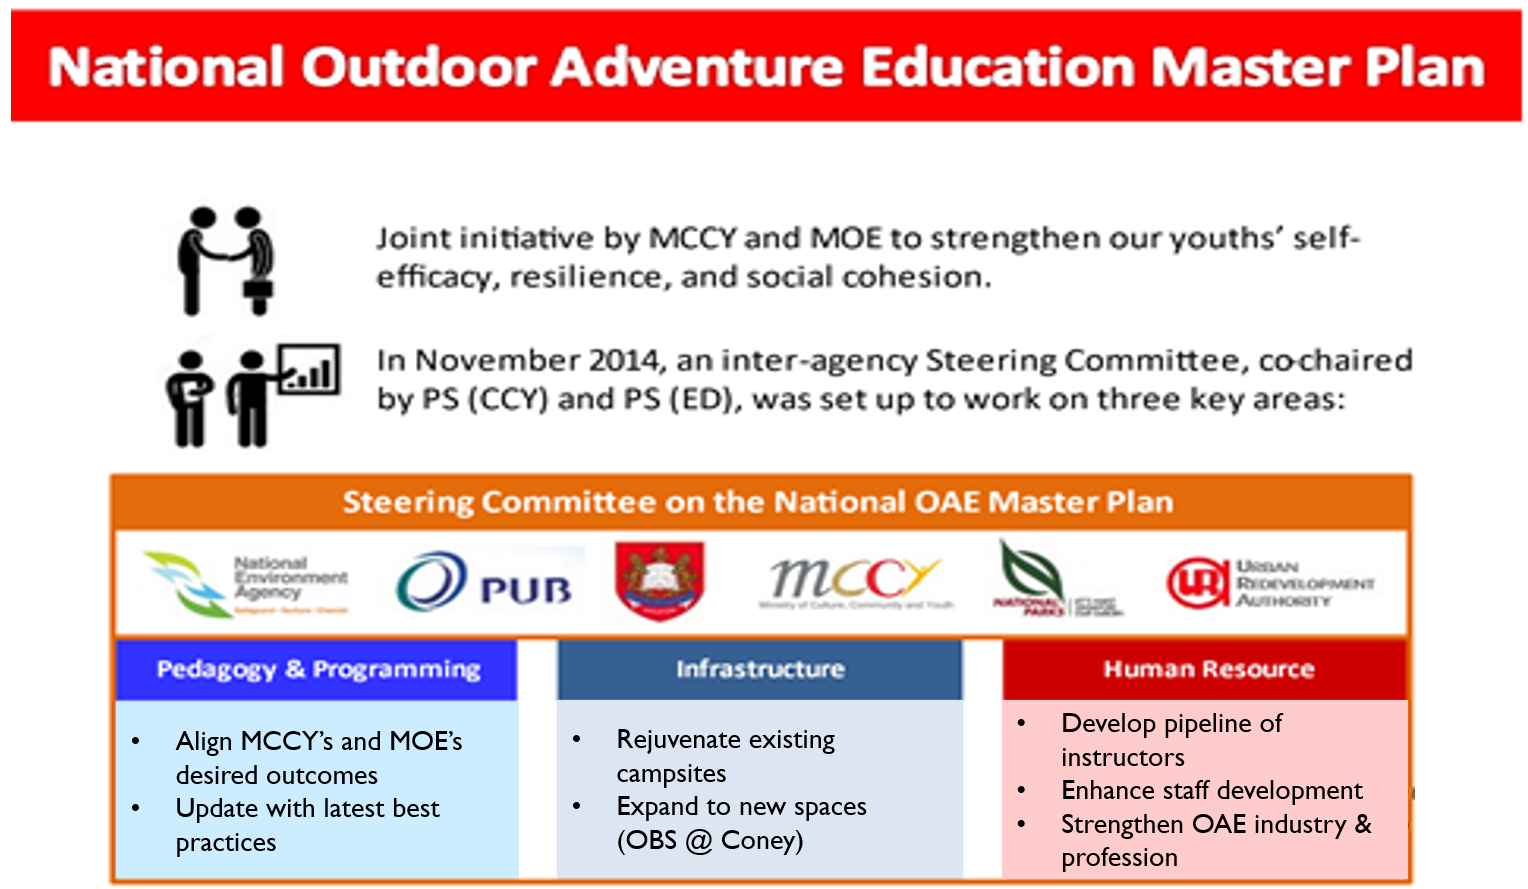 National Outdoor Adventure Education Master Plan
Joint initiative by MCCY and MOE to strengthen our youths’ self-
efficacy, resilience, and social cohesion.
In November 2014, an inter-agency Steering Committee, co-chaired
by PS (CCY) and PS (ED), was set up to work on three key areas:
Steering Committee on the National OAE Master Plan
National
Environment
Agency
Safeguard · Nurture · Cherish
PUB
mccy
Ministry of Culture, Community and Youth
NATIONAL
PARKS
URBAN
REDEVELOPMENT
AUTHORITY
Pedagogy & Programming
• Align MCCY’s and MOE’s
desired outcomes
• Update with latest best
practices
Infrastructure
• Rejuvenate existing
campsites
• Expand to new spaces
(OBS @ Coney)
Human Resource
• Develop pipeline of
instructors
• Enhance staff development
• Strengthen OAE industry &
profession